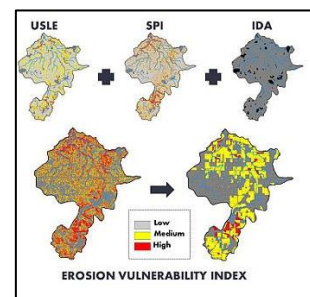 USLE SPI IDA
Low
Medium
High
EROSION VULNERABILITY INDEX